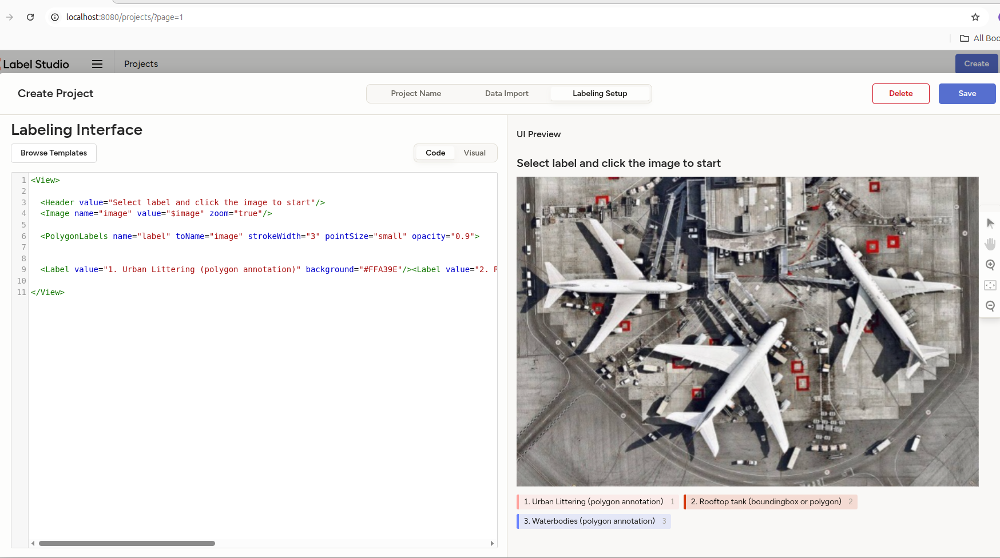 localhost:8080/projects/?page=1
All Boo
Label Studio
Projects
Create
Create Project
Project Name
Data Import
Labeling Setup
Delete
Save
Labeling Interface
Browse Templates
Code
Visual
1 <View>
2
3 <Header value="Select label and click the image to start"/>
4 <Image name="image" value="$image" zoom="true"/>
5
6 <PolygonLabels name="label" toName="image" strokeWidth="3" pointSize="small" opacity="0.9">
7
8
9 <Label value="1. Urban Littering (polygon annotation)" background="#FFA39E"/><Label value="2. R
10
11 </View>
UI Preview
Select label and click the image to start
1. Urban Littering (polygon annotation) 1
2. Rooftop tank (boundingbox or polygon) 2
3. Waterbodies (polygon annotation) 3